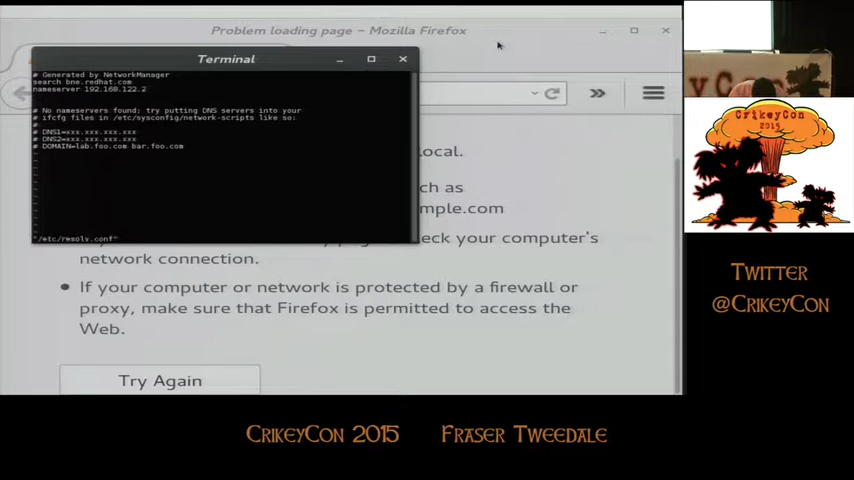 Problem loading page - Mozilla Firefox
Terminal
# Generated by NetworkManager
search bne.redhat.com
nameserver 192.168.122.2
# No nameservers found; try putting DNS servers into your
# ifcfg files in /etc/sysconfig/network-scripts like so:
#
# DNS1=xxx.xxx.xxx.xxx
# DNS2=xxx.xxx.xxx.xxx
# DOMAIN=lab.foo.com bar.foo.com
~
~
~
~
~
~
~
~
~
~
~
"/etc/resolv.conf"
local.
ch as
mple.com
eck your computer's
network connection.
● If your computer or network is protected by a firewall or
proxy, make sure that Firefox is permitted to access the
Web.
Try Again
CrikeyCon
2015
Twitter
@CrikeyCon
CrikeyCon 2015 Fraser Tweedale